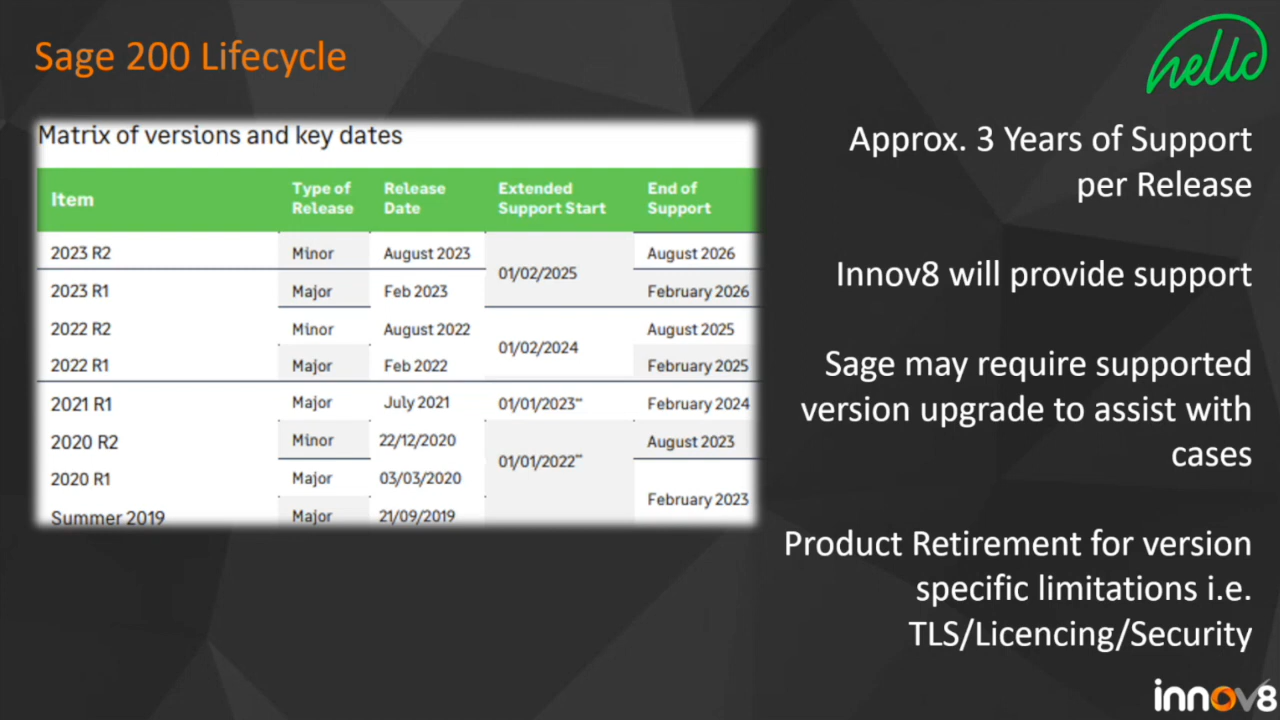 Sage 200 Lifecycle
hello
Matrix of versions and key dates
Item Type of Release Release Date Extended Support Start End of Support
2023 R2 Minor August 2023 01/02/2025 August 2026
2023 R1 Major Feb 2023 February 2026
2022 R2 Minor August 2022 01/02/2024 August 2025
2022 R1 Major Feb 2022 February 2025
2021 R1 Major July 2021 01/01/2023** February 2024
2020 R2 Minor 22/12/2020 01/01/2022** August 2023
2020 R1 Major 03/03/2020 February 2023
Summer 2019 Major 21/09/2019
Approx. 3 Years of Support
per Release
Innov8 will provide support
Sage may require supported
version upgrade to assist with
cases
Product Retirement for version
specific limitations i.e.
TLS/Licencing/Security
innov8